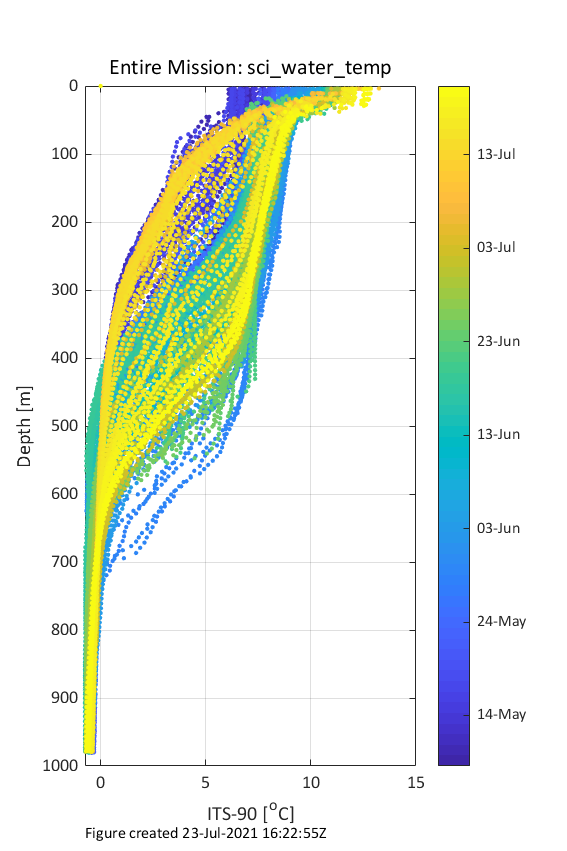 Entire Mission: sci_water_temp
0
100
200
300
400
500
600
700
800
900
1000
Depth [m]
0 5 10 15
ITS-90 [°C]
13-Jul
03-Jul
23-Jun
13-Jun
03-Jun
24-May
14-May
Figure created 23-Jul-2021 16:22:55Z